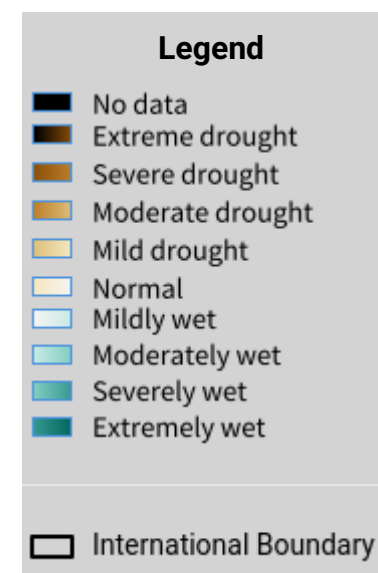 Legend
No data
Extreme drought
Severe drought
Moderate drought
Mild drought
Normal
Mildly wet
Moderately wet
Severely wet
Extremely wet
International Boundary